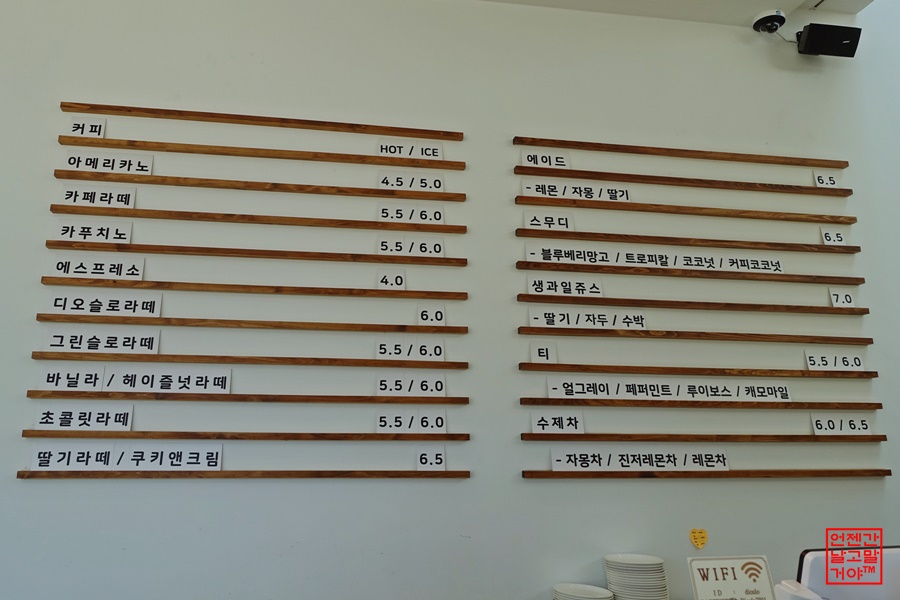 커피
HOT / ICE
아메리카노 4.5 / 5.0
카페라떼 5.5 / 6.0
카푸치노 5.5 / 6.0
에스프레소 4.0
디오슬로라떼 6.0
그린슬로라떼 5.5 / 6.0
바닐라 / 헤이즐넛라떼 5.5 / 6.0
초콜릿라떼 5.5 / 6.0
딸기라떼 / 쿠키앤크림 6.5
에이드 6.5
- 레몬 / 자몽 / 딸기
스무디 6.5
- 블루베리망고 / 트로피칼 / 코코넛 / 커피코코넛
생과일쥬스 7.0
- 딸기 / 자두 / 수박
티 5.5 / 6.0
- 얼그레이 / 페퍼민트 / 루이보스 / 캐모마일
수제차 6.0 / 6.5
- 자몽차 / 진저레몬차 / 레몬차
WIFI
ID : dioslo
언젠간
날고말
거야™